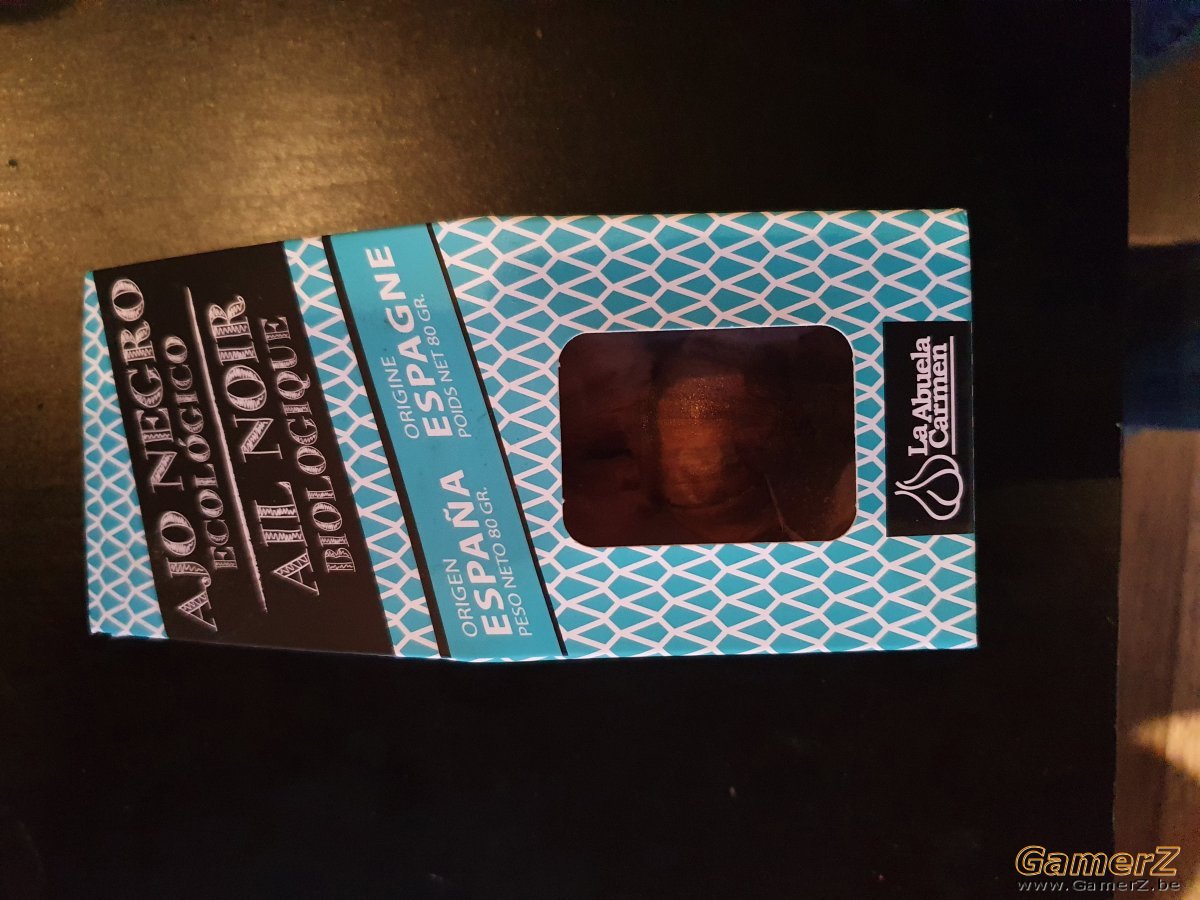 AJO NEGRO
ECOLÓGICO
AIL NOIR
BIOLOGIQUE
ORIGEN
ESPAÑA
PESO NETO 80 GR.
ORIGINE
ESPAGNE
POIDS NET 80 GR.
La Abuela
Carmen
GamerZ
www.GamerZ.be